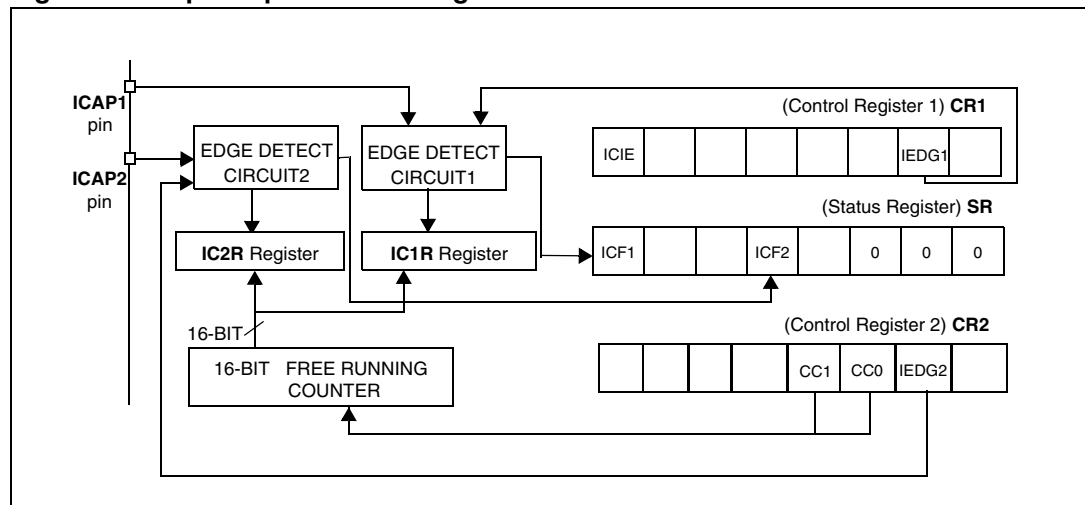 ICAP1
pin
ICAP2
pin
EDGE DETECT
CIRCUIT2
EDGE DETECT
CIRCUIT1
IC2R Register
IC1R Register
16-BIT
16-BIT FREE RUNNING
COUNTER
(Control Register 1) CR1
ICIE IEDG1
(Status Register) SR
ICF1 ICF2 0 0 0
(Control Register 2) CR2
CC1 CC0 IEDG2